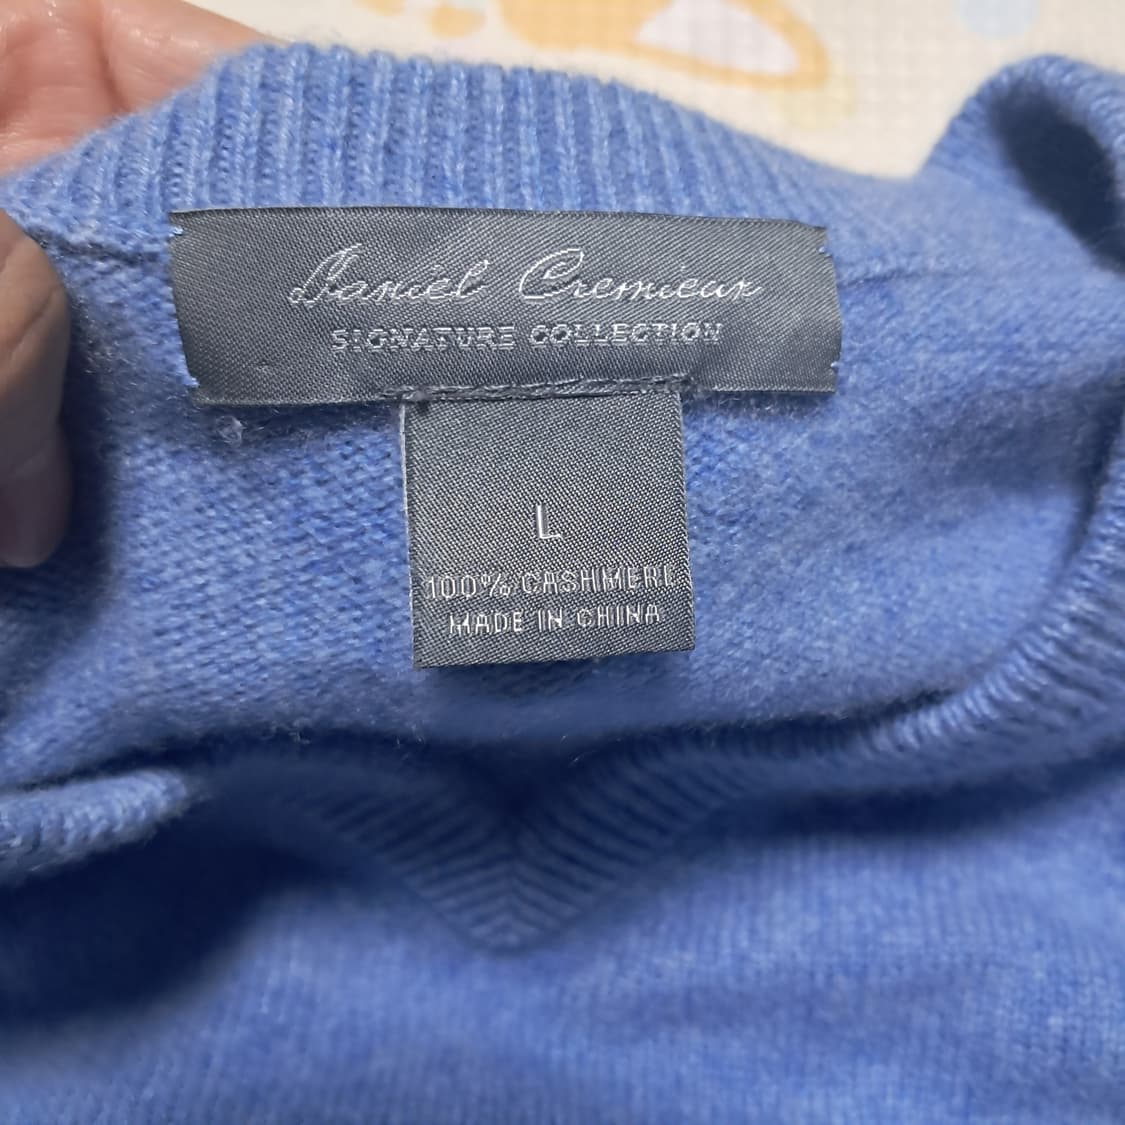 Daniel Cremieux
SIGNATURE COLLECTION
L
100% CASHMERE
MADE IN CHINA